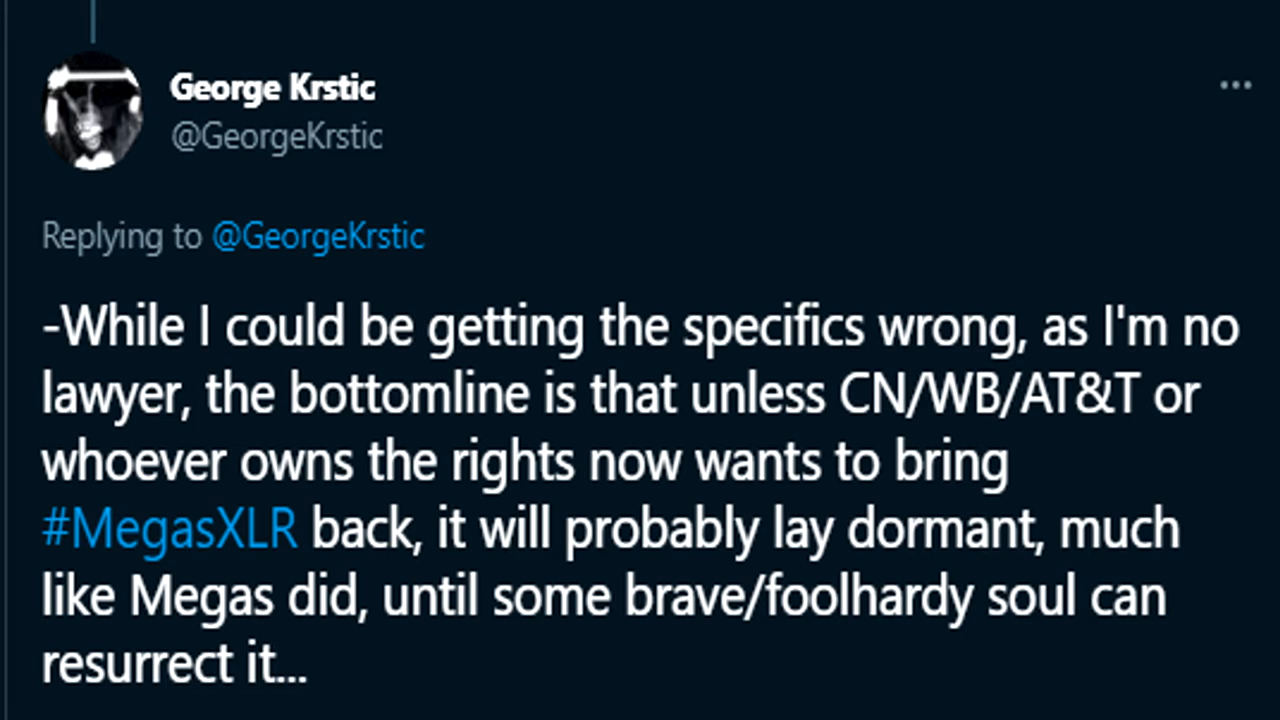 George Krstic
@GeorgeKrstic
Replying to @GeorgeKrstic
-While I could be getting the specifics wrong, as I'm no
lawyer, the bottomline is that unless CN/WB/AT&T or
whoever owns the rights now wants to bring
#MegasXLR back, it will probably lay dormant, much
like Megas did, until some brave/foolhardy soul can
resurrect it...